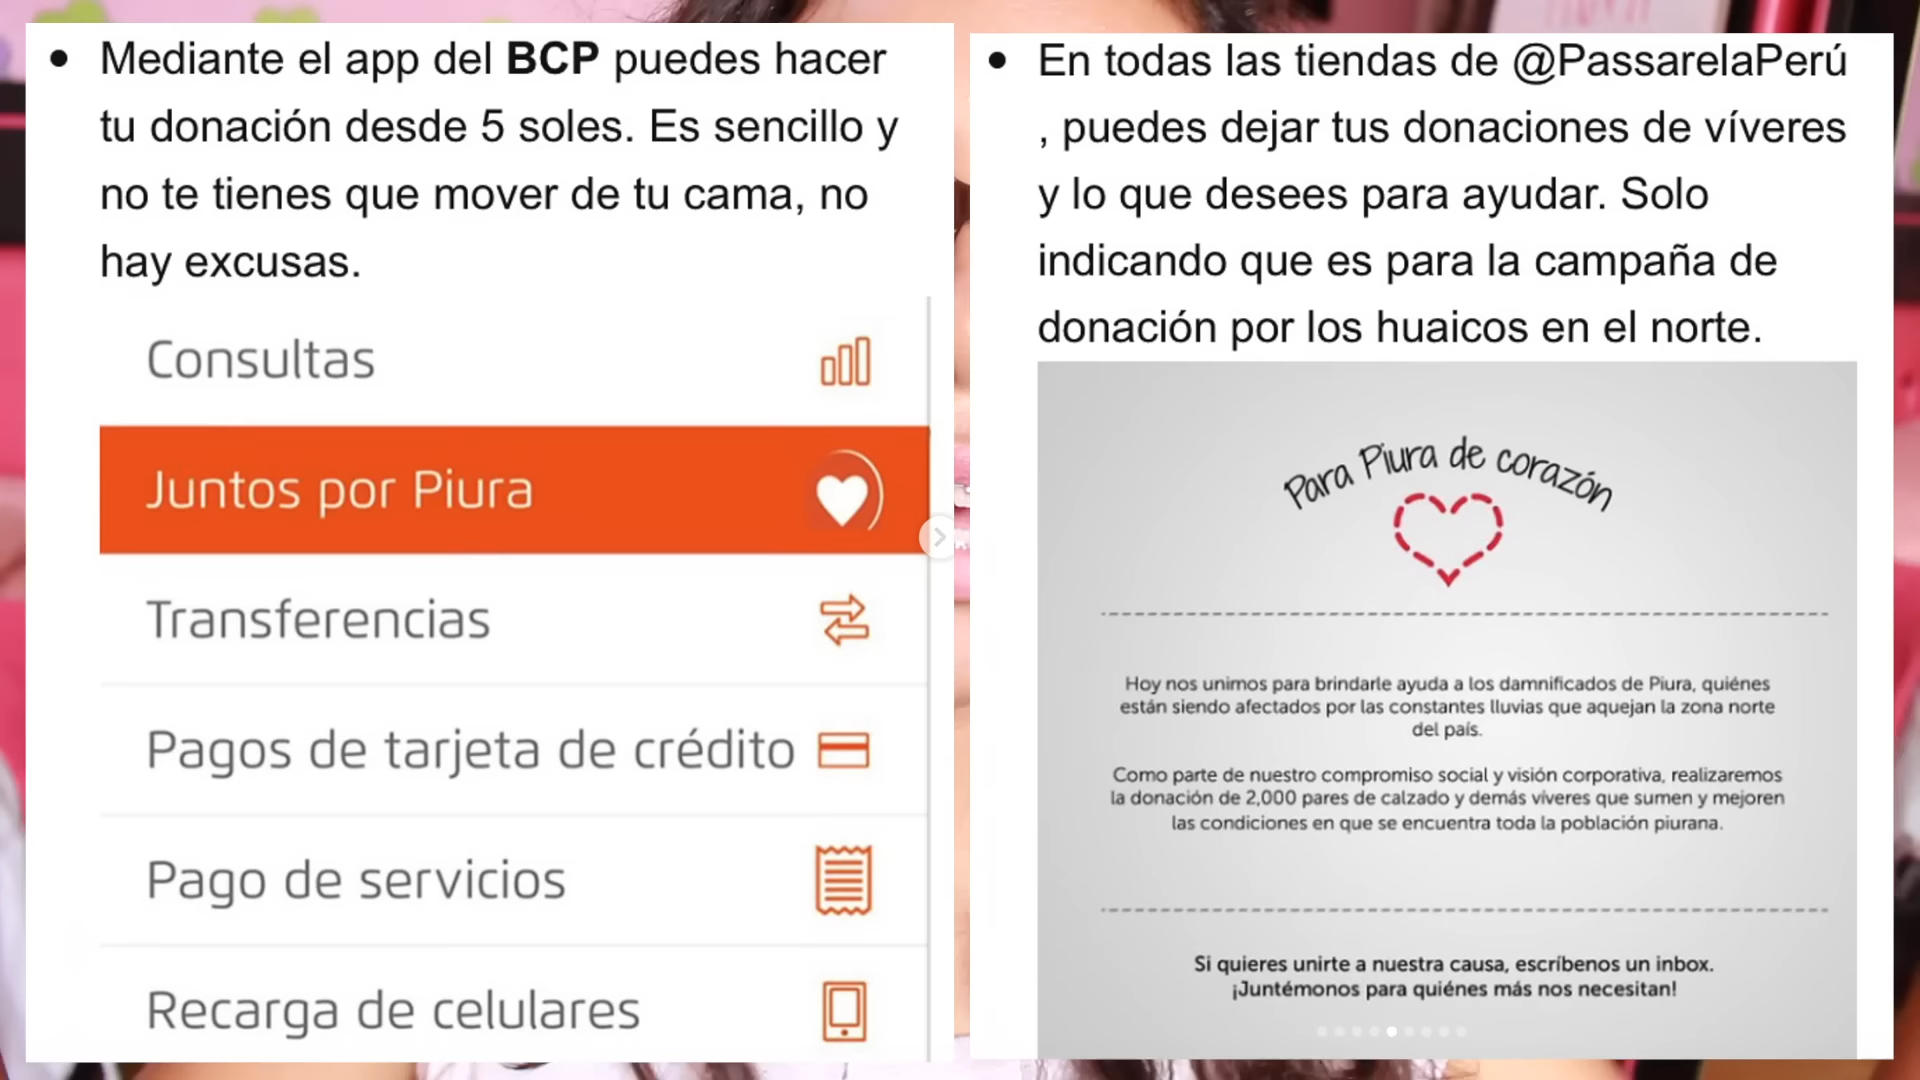 • Mediante el app del BCP puedes hacer
tu donación desde 5 soles. Es sencillo y
no te tienes que mover de tu cama, no
hay excusas.
Consultas
Juntos por Piura
Transferencias
Pagos de tarjeta de crédito
Pago de servicios
Recarga de celulares
• En todas las tiendas de @PassarelaPerú
, puedes dejar tus donaciones de víveres
y lo que desees para ayudar. Solo
indicando que es para la campaña de
donación por los huaicos en el norte.
Para Piura de corazón
Hoy nos unimos para brindarle ayuda a los damnificados de Piura, quiénes
están siendo afectados por las constantes lluvias que aquejan la zona norte
del país.
Como parte de nuestro compromiso social y visión corporativa, realizaremos
la donación de 2,000 pares de calzado y demás víveres que sumen y mejoren
las condiciones en que se encuentra toda la población piurana.
Si quieres unirte a nuestra causa, escríbenos un inbox.
¡Juntémonos para quiénes más nos necesitan!